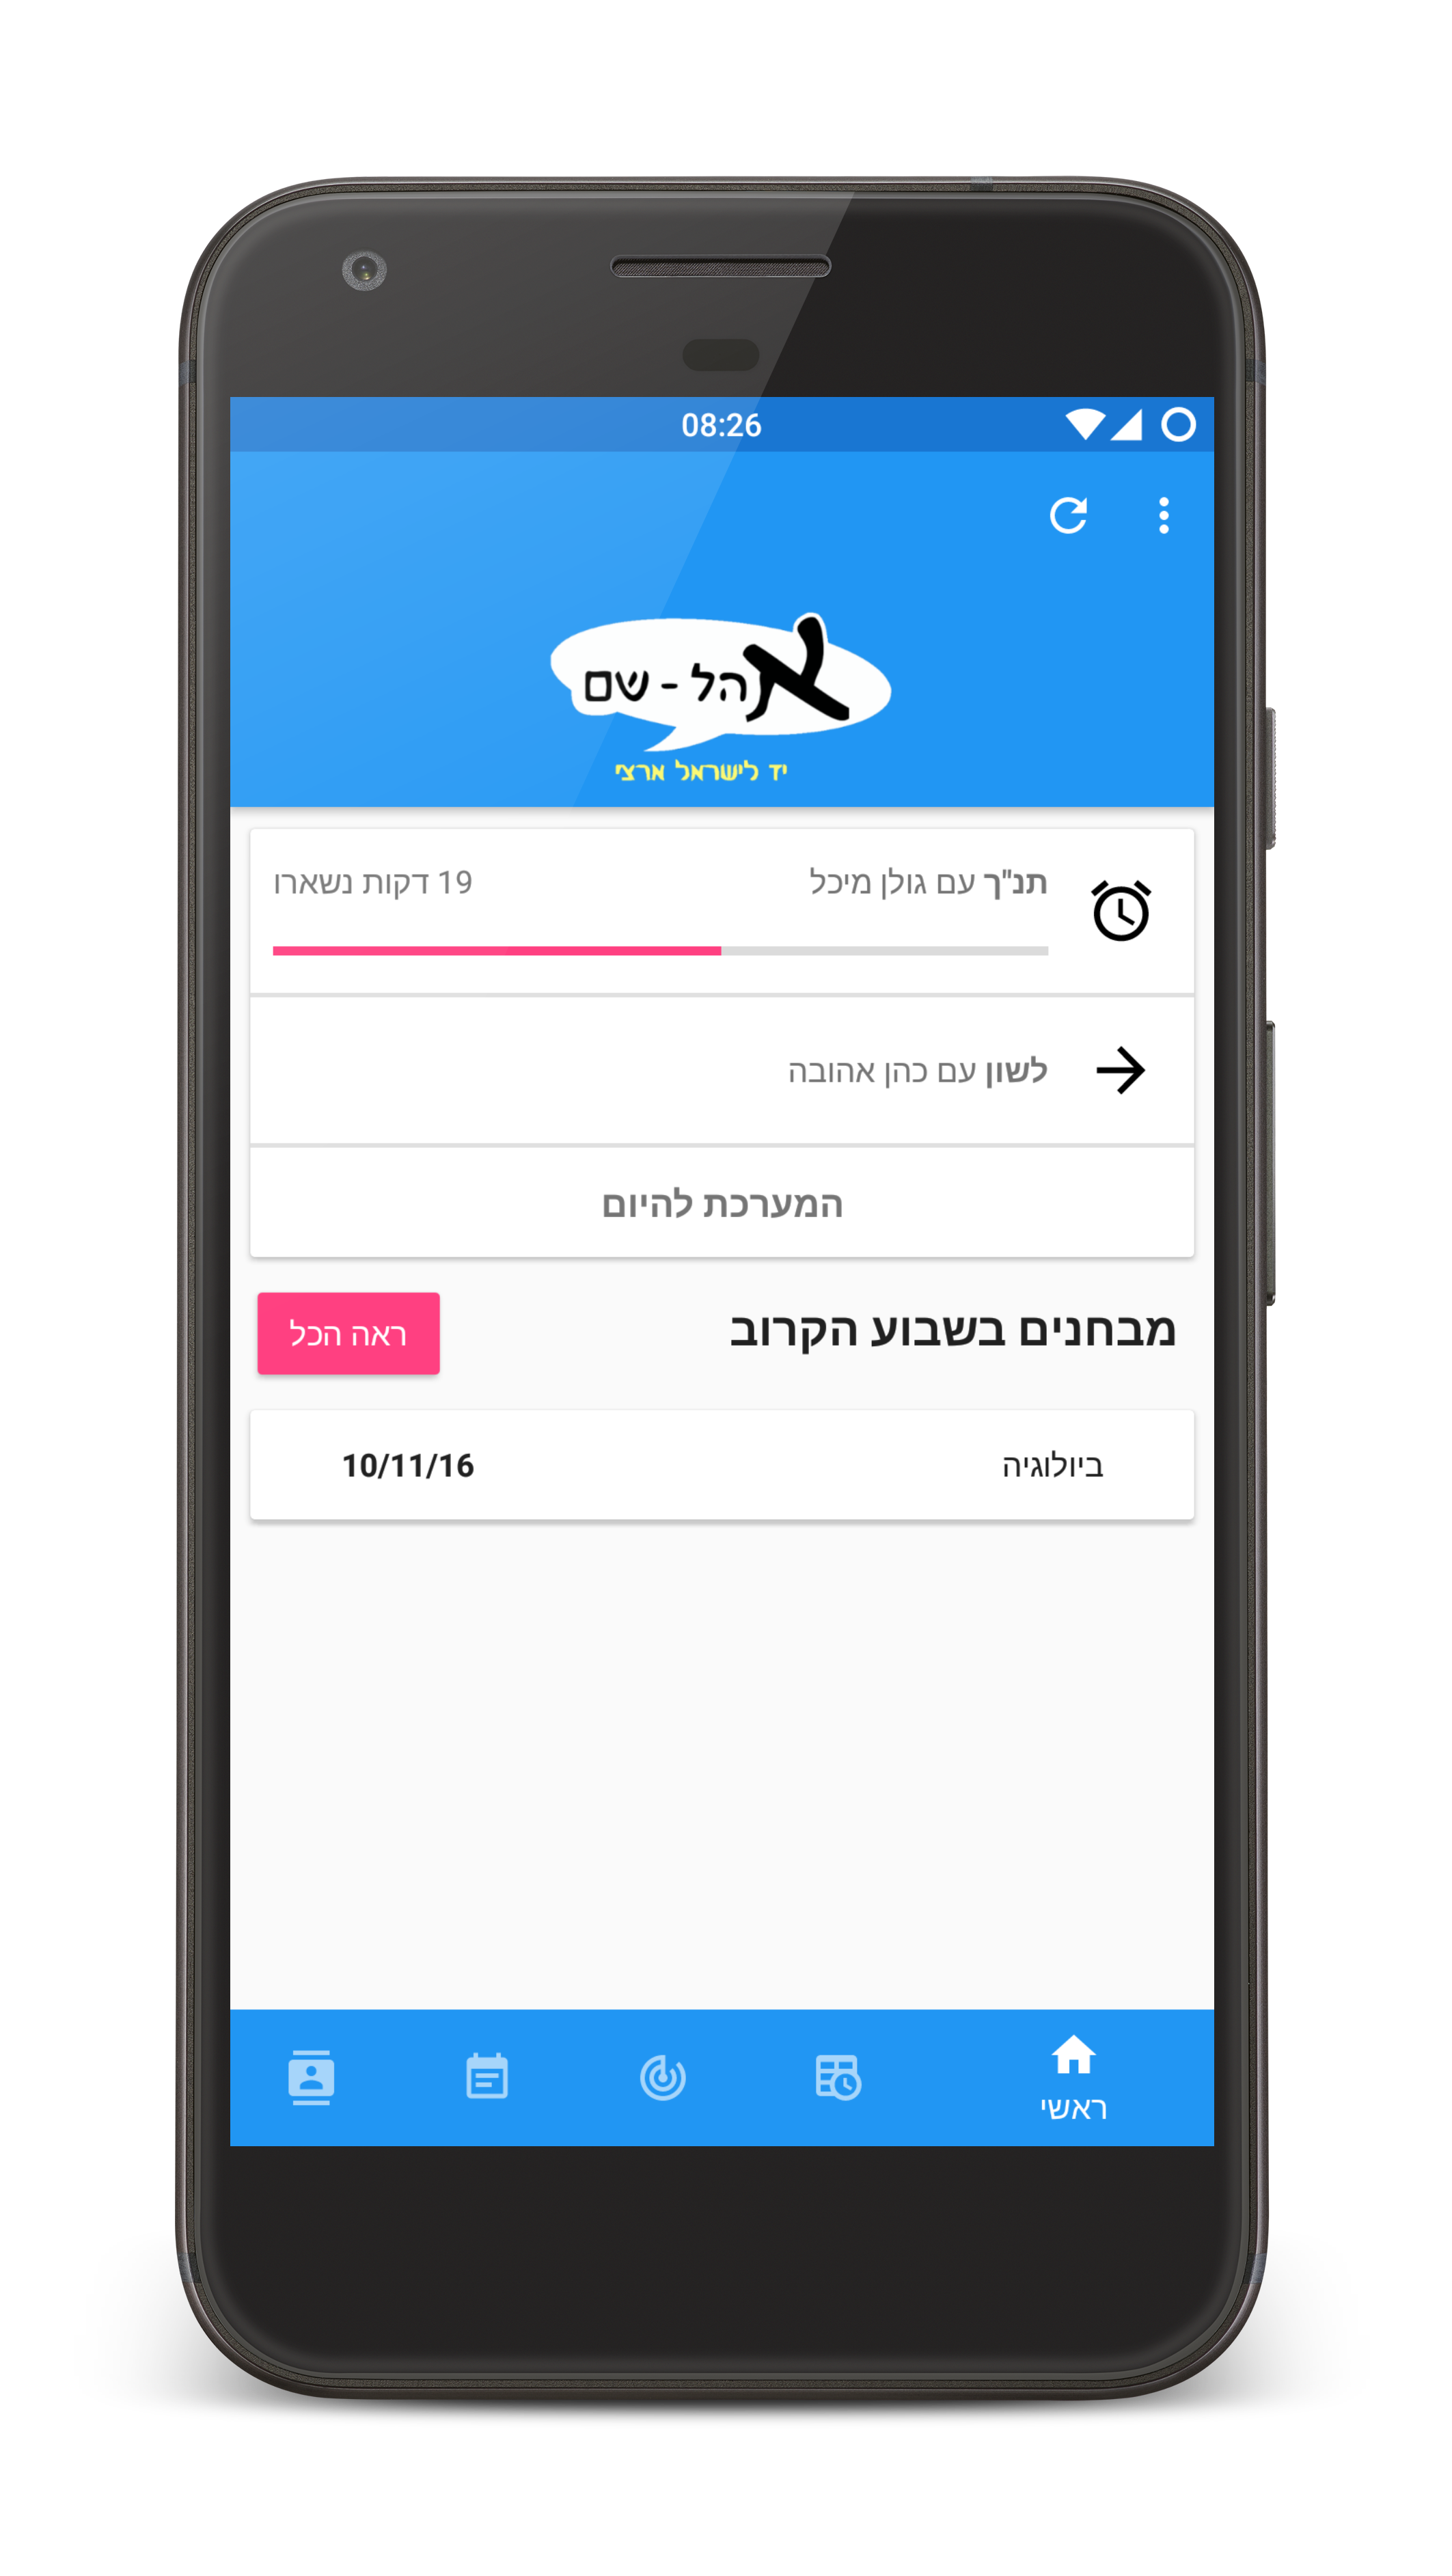 08:26
אהל - שם
יד לישראל ארצי
תנ"ך עם גולן מיכל
19 דקות נשארו
לשון עם כהן אהובה
המערכת להיום
מבחנים בשבוע הקרוב
ראה הכל
ביולוגיה
10/11/16
ראשי